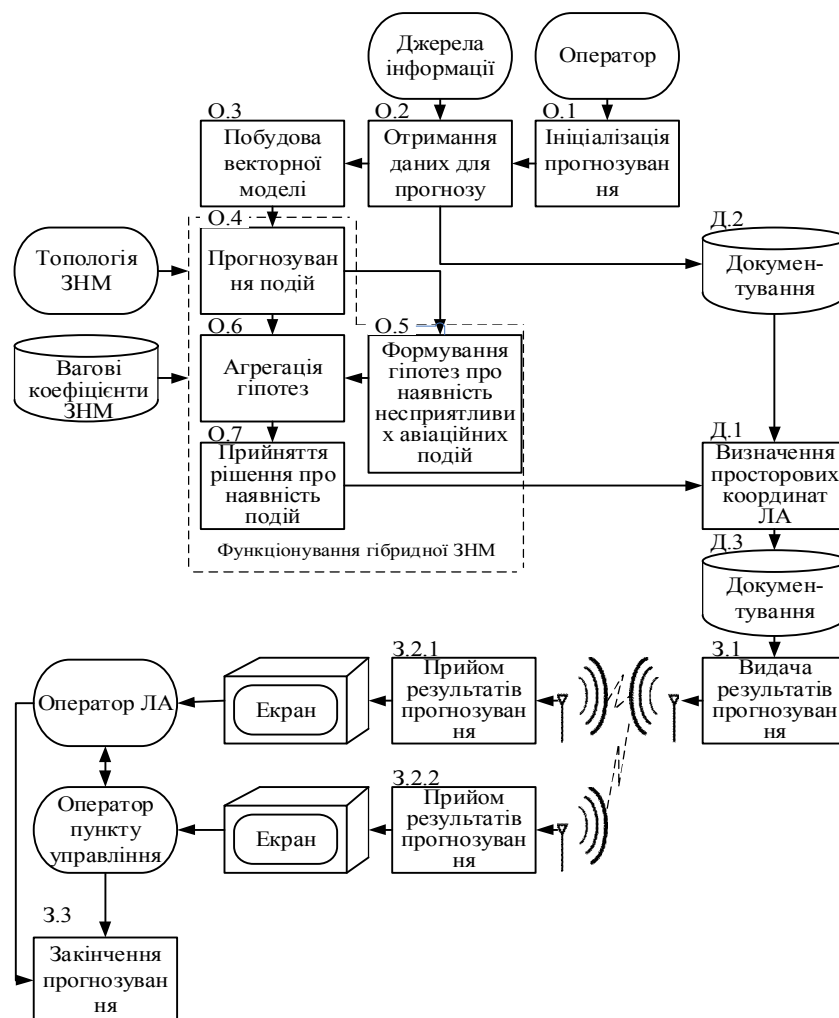 Джерела
інформації
Оператор
О.3
О.2
О.1
Побудова
векторної
моделі
Отримання
даних для
прогнозу
Ініціалізація
прогнозуван
ня
О.4
Д.2
Топологія
ЗНМ
Прогнозуван
ня подій
Докумен-
тування
О.6
О.5
Вагові
коефіцієнти
ЗНМ
Агрегація
гіпотез
Формування
гіпотез про
наявність
несприятливи
х авіаційних
подій
О.7
Д.1
Прийняття
рішення про
наявність
подій
Визначення
просторових
координат
ЛА
Функціонування гібридної ЗНМ
Д.3
Докумен-
тування
З.2.1
З.1
Оператор ЛА
Екран
Прийом
результатів
прогнозуван
ня
Видача
результатів
прогнозуван
ня
З.2.2
Оператор
пункту
управління
Екран
Прийом
результатів
прогнозуван
ня
З.3
Закінчення
прогнозуван
ня